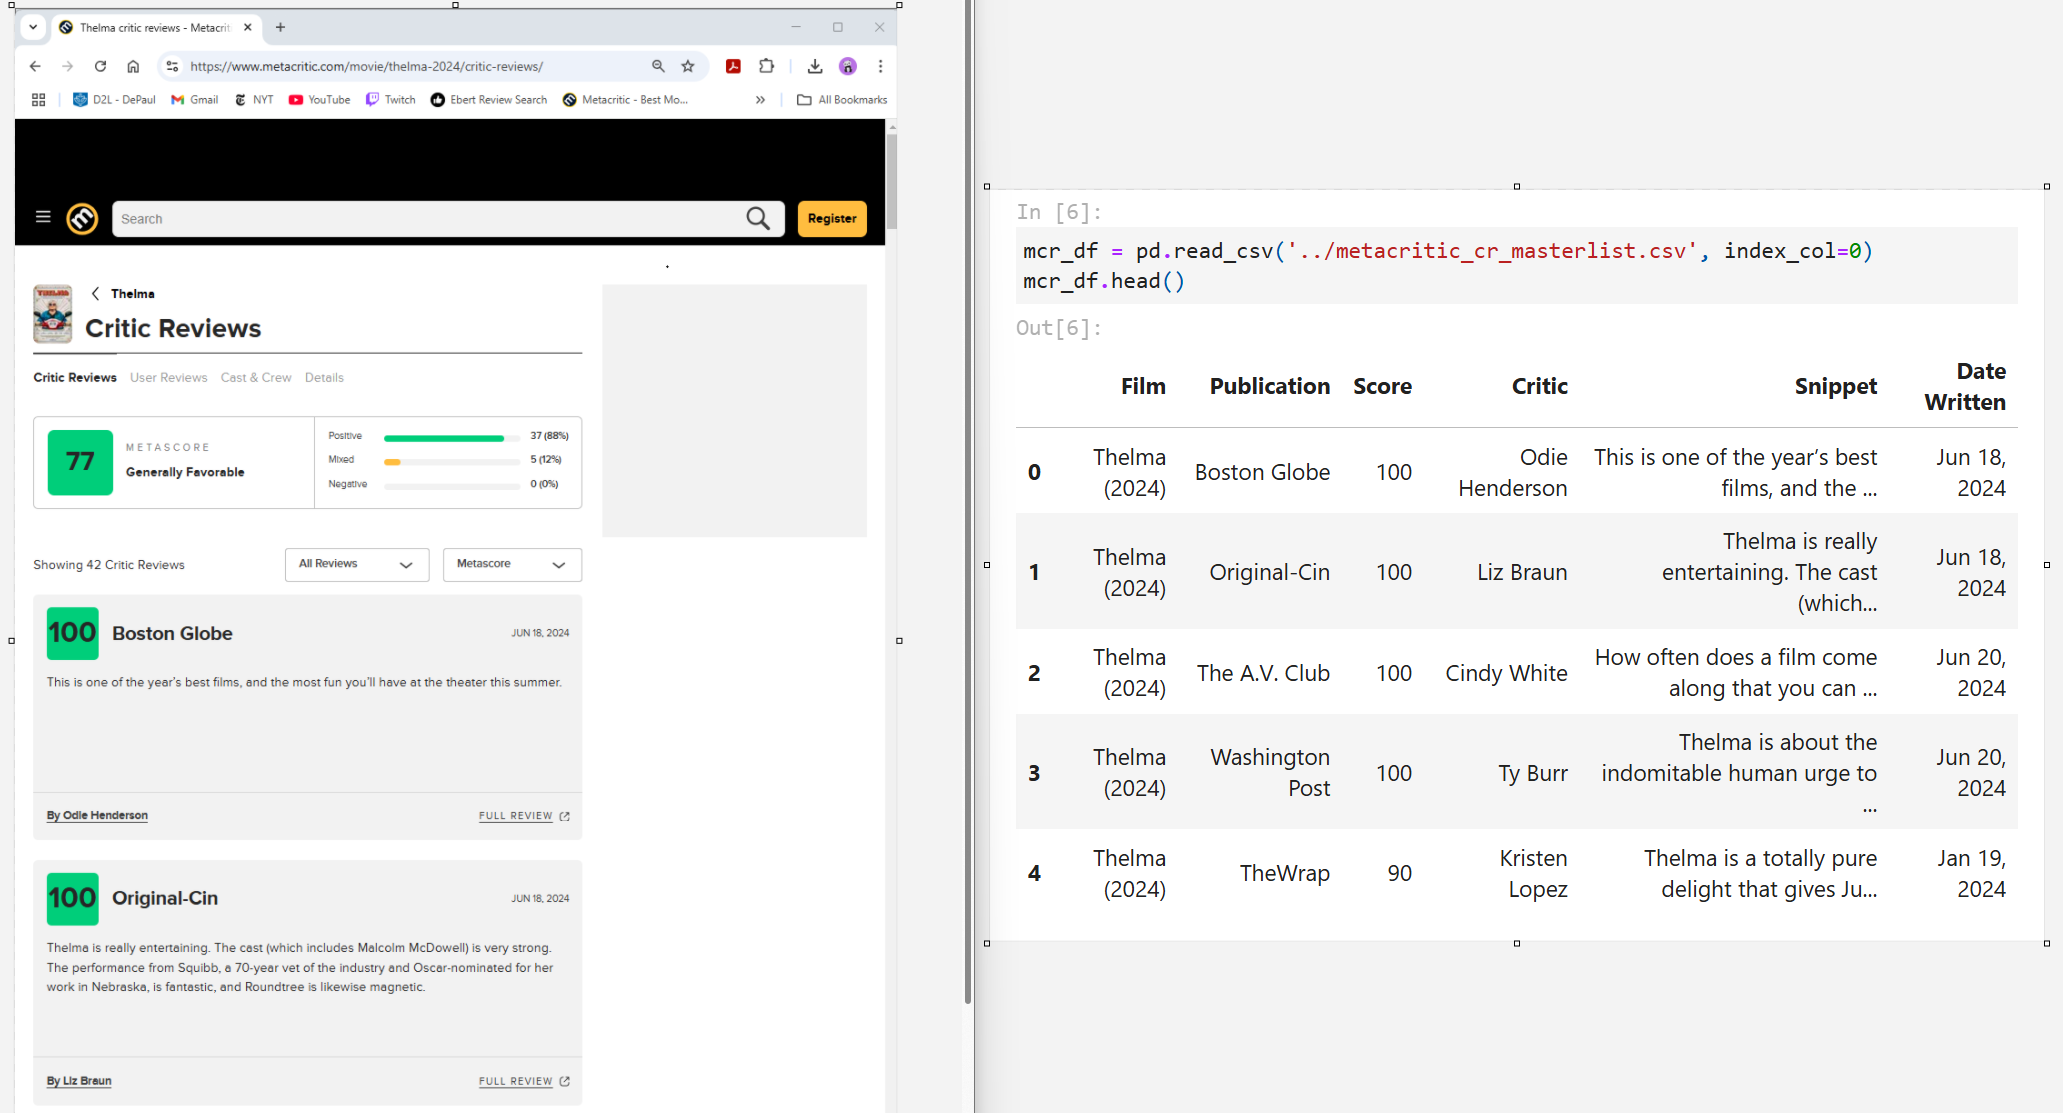 Thelma critic reviews - Metacrit
https://www.metacritic.com/movie/thelma-2024/critic-reviews/
D2L - DePaul
Gmail
NYT
YouTube
Twitch
Ebert Review Search
Metacritic - Best Mo...
»
All Bookmarks
Search
Register
THELMA
Thelma
Critic Reviews
Critic Reviews
User Reviews
Cast & Crew
Details
77
METASCORE
Generally Favorable
Positive 37 (88%)
Mixed 5 (12%)
Negative 0 (0%)
Showing 42 Critic Reviews
All Reviews
Metascore
100 Boston Globe JUN 18, 2024
This is one of the year’s best films, and the most fun you’ll have at the theater this summer.
By Odie Henderson FULL REVIEW
100 Original-Cin JUN 18, 2024
Thelma is really entertaining. The cast (which includes Malcolm McDowell) is very strong.
The performance from Squibb, a 70-year vet of the industry and Oscar-nominated for her
work in Nebraska, is fantastic, and Roundtree is likewise magnetic.
By Liz Braun FULL REVIEW
In [6]:
mcr_df = pd.read_csv('../metacritic_cr_masterlist.csv', index_col=0)
mcr_df.head()
Out[6]:
Film Publication Score Critic Snippet Date
Written
0 Thelma
(2024) Boston Globe 100 Odie
Henderson This is one of the year’s best
films, and the ... Jun 18,
2024
1 Thelma
(2024) Original-Cin 100 Liz Braun Thelma is really
entertaining. The cast
(which... Jun 18,
2024
2 Thelma
(2024) The A.V. Club 100 Cindy White How often does a film come
along that you can ... Jun 20,
2024
3 Thelma
(2024) Washington
Post 100 Ty Burr Thelma is about the
indomitable human urge to
... Jun 20,
2024
4 Thelma
(2024) TheWrap 90 Kristen
Lopez Thelma is a totally pure
delight that gives Ju... Jan 19,
2024